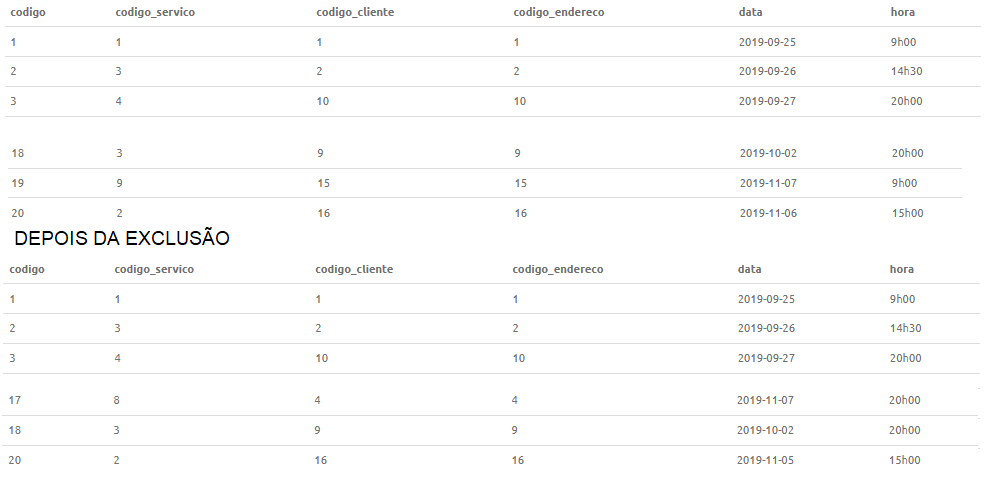 codigo codigo_servico codigo_cliente codigo_endereco data hora
1 1 1 1 2019-09-25 9h00
2 3 2 2 2019-09-26 14h30
3 4 10 10 2019-09-27 20h00
18 3 9 9 2019-10-02 20h00
19 9 15 15 2019-11-07 9h00
20 2 16 16 2019-11-06 15h00
DEPOIS DA EXCLUSÃO
codigo codigo_servico codigo_cliente codigo_endereco data hora
1 1 1 1 2019-09-25 9h00
2 3 2 2 2019-09-26 14h30
3 4 10 10 2019-09-27 20h00
17 8 4 4 2019-11-07 20h00
18 3 9 9 2019-10-02 20h00
20 2 16 16 2019-11-05 15h00